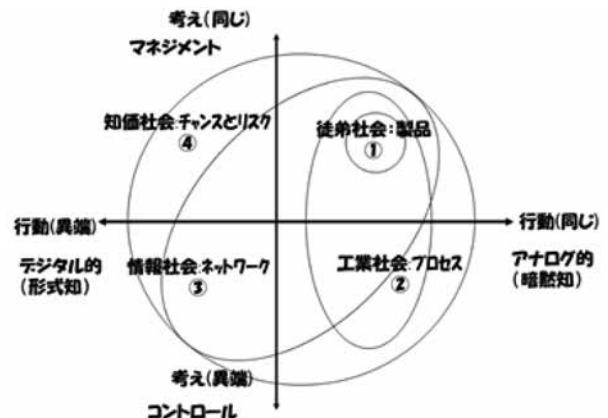 考え(同じ)
マネジメント
知価社会:チャンスとリスク
④
徒弟社会:製品
①
行動(異端)
行動(同じ)
デジタル的
(形式知)
情報社会:ネットワーク
③
工業社会:プロセス
②
アナログ的
(暗黙知)
考え(異端)
コントロール